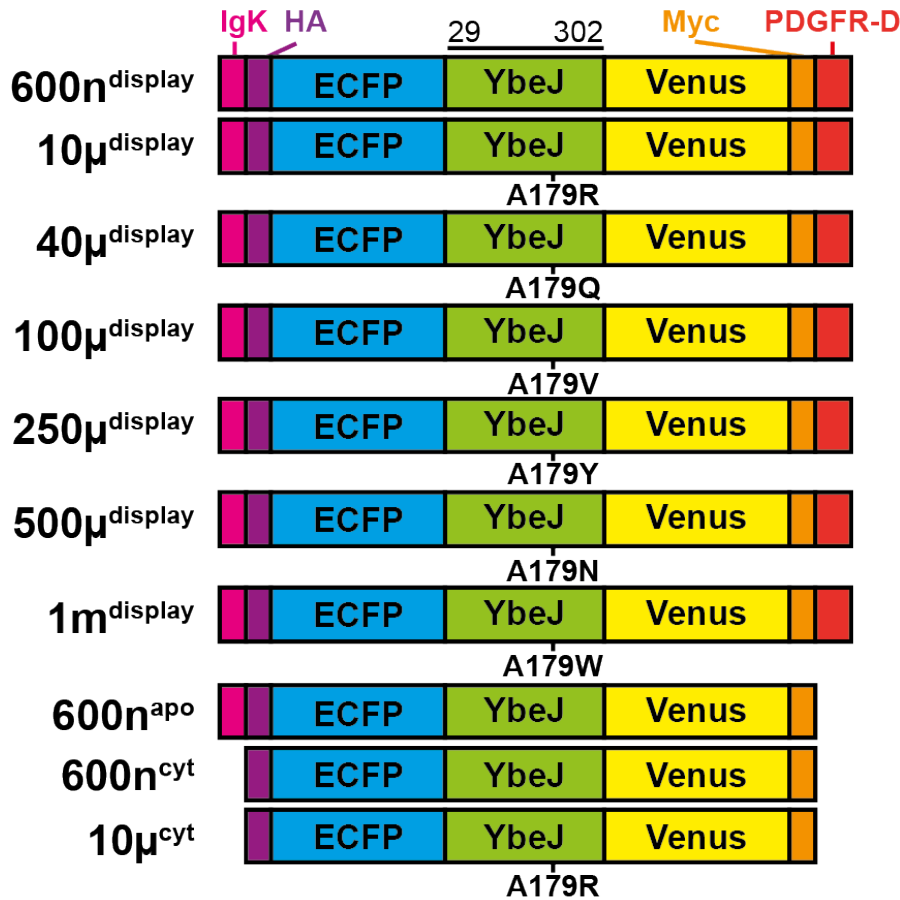 IgK HA 29 302 Myc PDGFR-D
600n^display ECFP YbeJ Venus
10µ^display ECFP YbeJ Venus
A179R
40µ^display ECFP YbeJ Venus
A179Q
100µ^display ECFP YbeJ Venus
A179V
250µ^display ECFP YbeJ Venus
A179Y
500µ^display ECFP YbeJ Venus
A179N
1m^display ECFP YbeJ Venus
A179W
600n^apo ECFP YbeJ Venus
600n^cyt ECFP YbeJ Venus
10µ^cyt ECFP YbeJ Venus
A179R